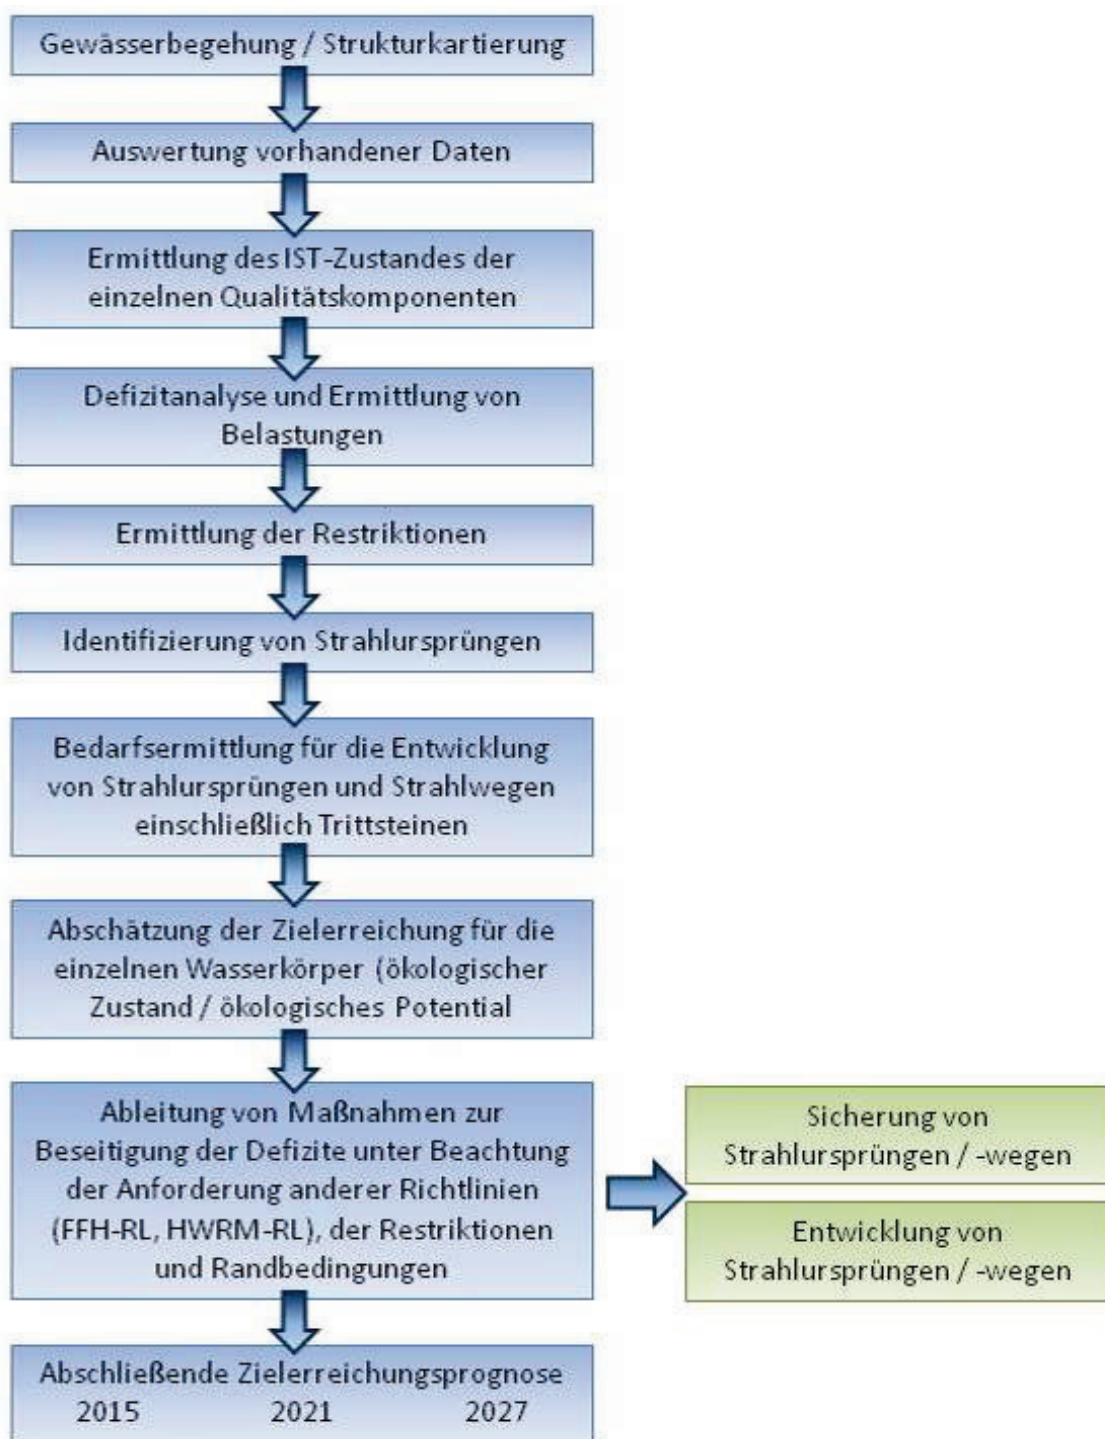 Gewässerbegehung / Strukturkartierung
Auswertung vorhandener Daten
Ermittlung des IST-Zustandes der
einzelnen Qualitätskomponenten
Defizitanalyse und Ermittlung von
Belastungen
Ermittlung der Restriktionen
Identifizierung von Strahlursprüngen
Bedarfsermittlung für die Entwicklung
von Strahlursprüngen und Strahlwegen
einschließlich Trittsteinen
Abschätzung der Zielerreichung für die
einzelnen Wasserkörper (ökologischer
Zustand / ökologisches Potential
Ableitung von Maßnahmen zur
Beseitigung der Defizite unter Beachtung
der Anforderung anderer Richtlinien
(FFH-RL, HWRM-RL), der Restriktionen
und Randbedingungen
Sicherung von
Strahlursprüngen / -wegen
Entwicklung von
Strahlursprüngen / -wegen
Abschließende Zielerreichungsprognose
2015 2021 2027